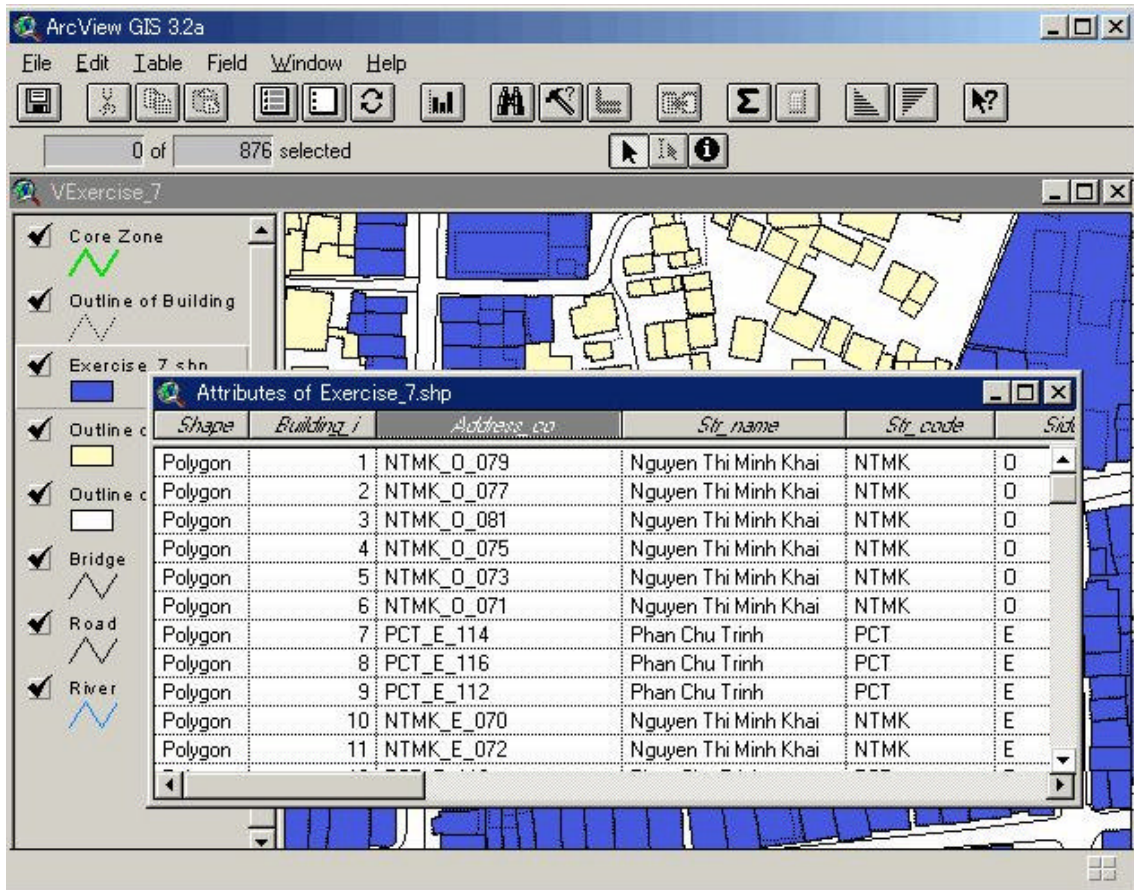 ArcView GIS 3.2a
File Edit Table Field Window Help
0 of 876 selected
VExercise_7
Core Zone
Outline of Building
Exercise_7.shp
Outline
Outline
Bridge
Road
River
Attributes of Exercise_7.shp
Shape Building_i Address_co Str_name Str_code Side
Polygon 1 NTMK_O_079 Nguyen Thi Minh Khai NTMK O
Polygon 2 NTMK_O_077 Nguyen Thi Minh Khai NTMK O
Polygon 3 NTMK_O_081 Nguyen Thi Minh Khai NTMK O
Polygon 4 NTMK_O_075 Nguyen Thi Minh Khai NTMK O
Polygon 5 NTMK_O_073 Nguyen Thi Minh Khai NTMK O
Polygon 6 NTMK_O_071 Nguyen Thi Minh Khai NTMK O
Polygon 7 PCT_E_114 Phan Chu Trinh PCT E
Polygon 8 PCT_E_116 Phan Chu Trinh PCT E
Polygon 9 PCT_E_112 Phan Chu Trinh PCT E
Polygon 10 NTMK_E_070 Nguyen Thi Minh Khai NTMK E
Polygon 11 NTMK_E_072 Nguyen Thi Minh Khai NTMK E